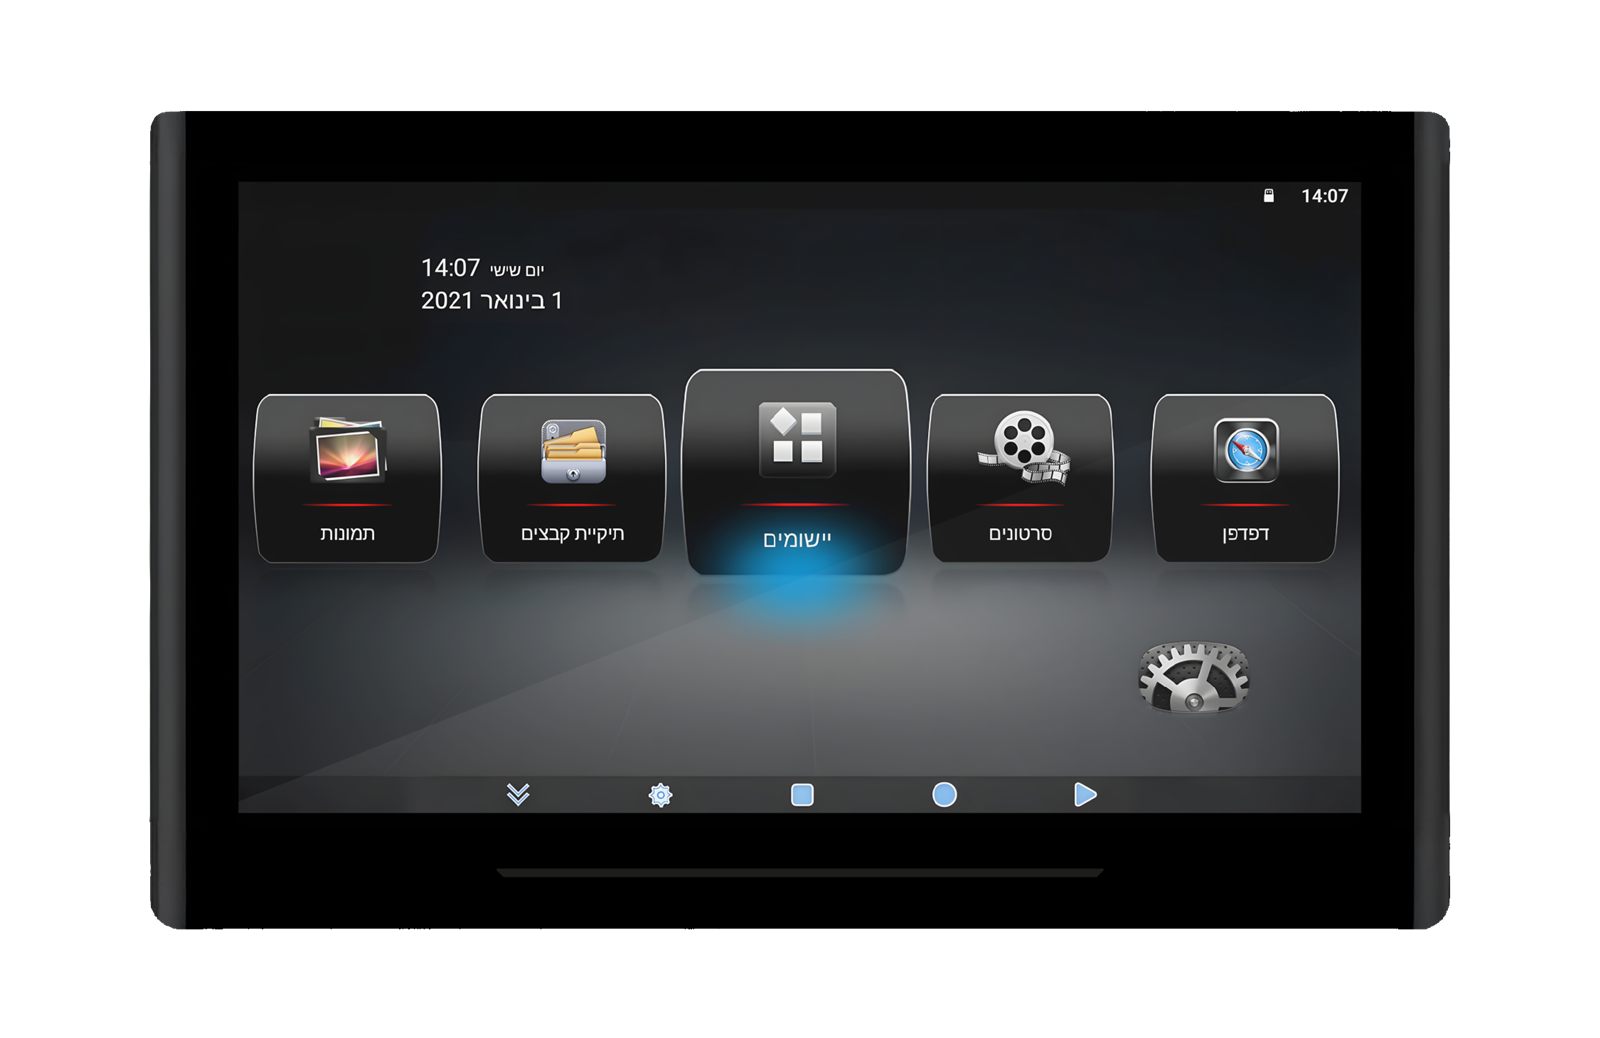 14:07
יום שישי 14:07
1 בינואר 2021
דפדפן
סרטונים
יישומים
תיקיית קבצים
תמונות